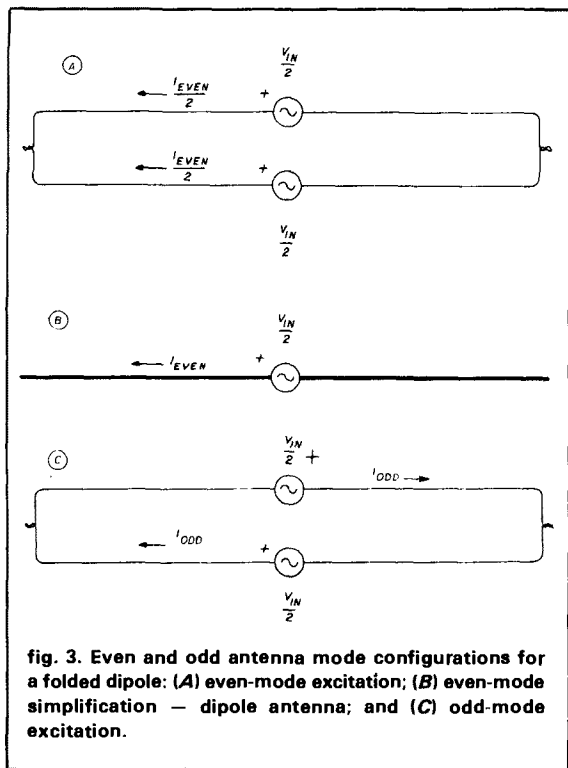 A
V_IN
2
I_EVEN
2
+
I_EVEN
2
+
V_IN
2
B
V_IN
2
I_EVEN
+
C
V_IN
2 +
I_ODD
I_ODD
+
V_IN
2
fig. 3. Even and odd antenna mode configurations for
a folded dipole: (A) even-mode excitation; (B) even-mode
simplification — dipole antenna; and (C) odd-mode
excitation.